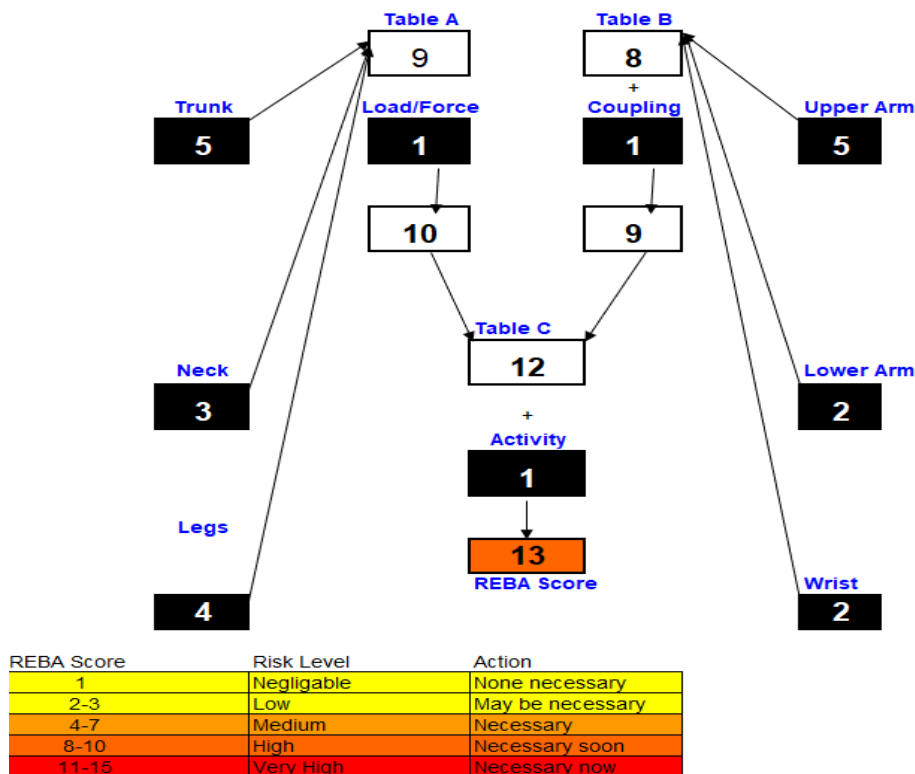 Table A Table B
9 8
+
Trunk Load/Force Coupling Upper Arm
5 1 1 5
10 9
Table C
12
Neck Lower Arm
3 2
+
Activity
1
Legs
13
REBA Score Wrist
4 2
REBA Score Risk Level Action
1 Negligable None necessary
2-3 Low May be necessary
4-7 Medium Necessary
8-10 High Necessary soon
11-15 Very High Necessary now